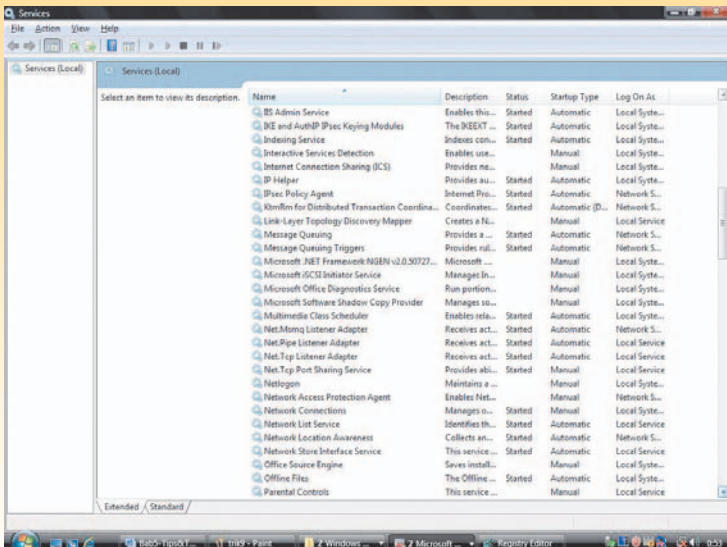 Services
File Action View Help
Services (Local)
Services (Local)
Select an item to view its description.
Name Description Status Startup Type Log On As
IIS Admin Service Enables this... Started Automatic Local Syste...
IKE and AuthIP IPsec Keying Modules The IKEEXT ... Started Automatic Local Syste...
Indexing Service Indexes con... Started Automatic Local Syste...
Interactive Services Detection Enables use... Manual Local Syste...
Internet Connection Sharing (ICS) Provides ne... Manual Local Syste...
IP Helper Provides au... Started Automatic Local Syste...
IPsec Policy Agent Internet Pro... Started Automatic Network S...
KtmRm for Distributed Transaction Coordina... Coordinates... Started Automatic (D... Network S...
Link-Layer Topology Discovery Mapper Creates a N... Manual Local Service
Message Queuing Provides a ... Started Automatic Network S...
Message Queuing Triggers Provides rul... Started Automatic Network S...
Microsoft .NET Framework NGEN v2.0.50727... Microsoft .... Manual Local Syste...
Microsoft iSCSI Initiator Service Manages In... Manual Local Syste...
Microsoft Office Diagnostics Service Run portion... Manual Local Syste...
Microsoft Software Shadow Copy Provider Manages so... Manual Local Syste...
Multimedia Class Scheduler Enables rela... Started Automatic Local Syste...
Net.Msmq Listener Adapter Receives act... Started Automatic Network S...
Net.Pipe Listener Adapter Receives act... Started Automatic Local Service
Net.Tcp Listener Adapter Receives act... Started Automatic Local Service
Net.Tcp Port Sharing Service Provides abi... Started Manual Local Service
Netlogon Maintains a ... Manual Local Syste...
Network Access Protection Agent Enables Net... Manual Network S...
Network Connections Manages o... Started Manual Local Syste...
Network List Service Identifies th... Started Automatic Local Service
Network Location Awareness Collects an... Started Automatic Network S...
Network Store Interface Service This service ... Started Automatic Local Service
Office Source Engine Saves install... Manual Local Syste...
Offline Files The Offline ... Started Automatic Local Syste...
Parental Controls This service ... Manual Local Service
Extended Standard
Bab5-Tips&T... trik9 - Paint 2 Windows ... 2 Microsoft ... Registry Editor 0:53